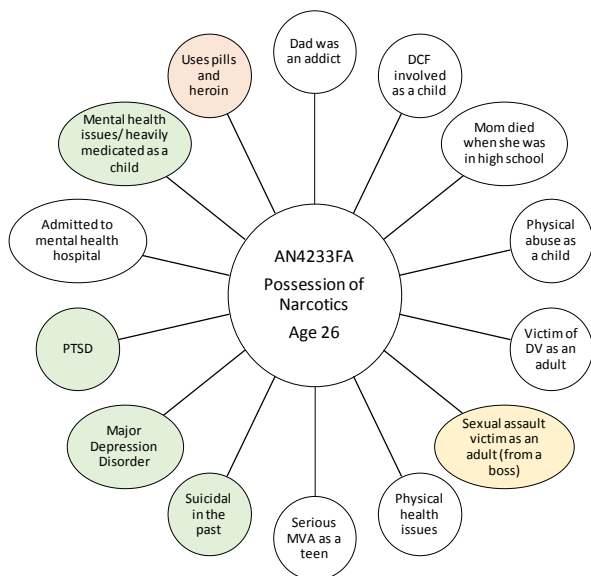 Dad was
an addict
DCF
involved
as a child
Mom died
when she was
in high school
Physical
abuse as
a child
Victim of
DV as an
adult
Sexual assault
victim as an
adult (from a
boss)
Physical
health
issues
Serious
MVA as a
teen
Suicidal
in the
past
Major
Depression
Disorder
PTSD
Admitted to
mental health
hospital
Mental health
issues/ heavily
medicated as a
child
Uses pills
and
heroin
AN4233FA
Possession of
Narcotics
Age 26